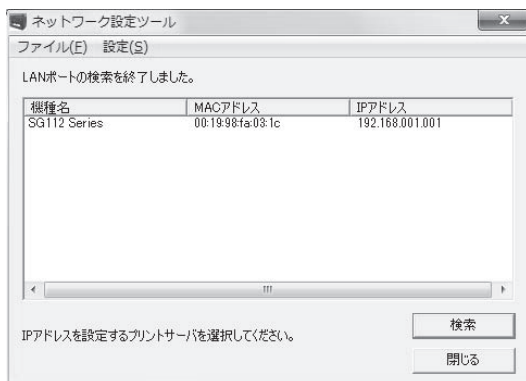 ネットワーク設定ツール
ファイル(F) 設定(S)
LANポートの検索を終了しました。
機種名 MACアドレス IPアドレス
SG112 Series 00:19:98:fa:03:1c 192.168.001.001
IPアドレスを設定するプリントサーバを選択してください。
検索
閉じる